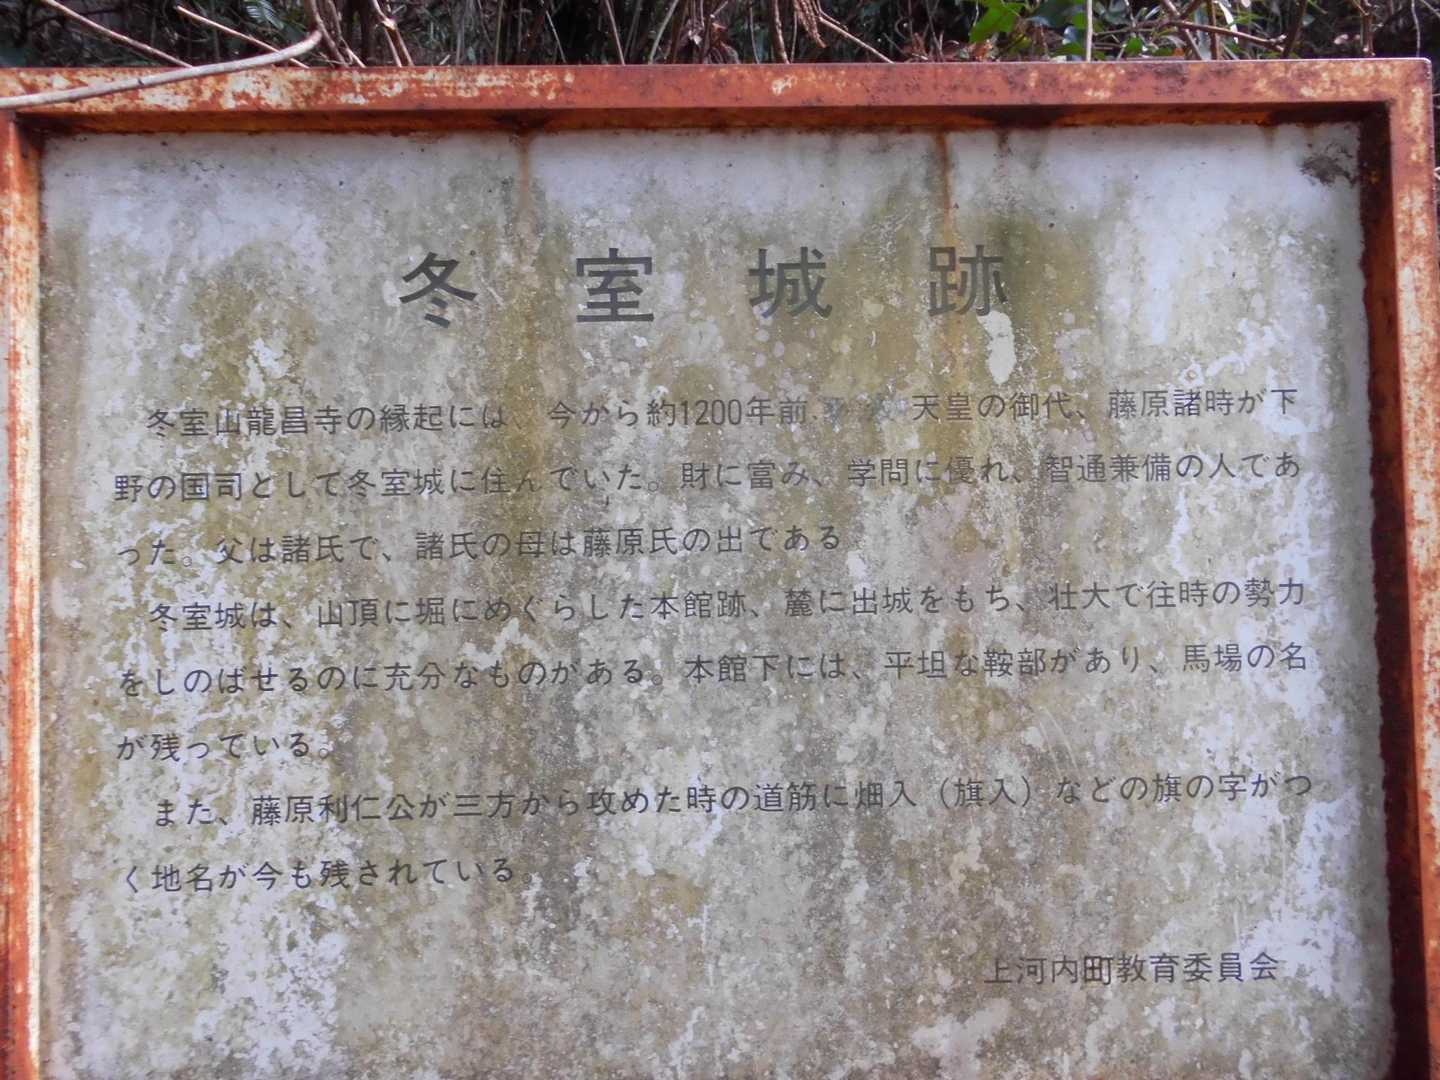 冬室城跡
冬室山龍昌寺の縁起には、今から約1200年前 天皇の御代、藤原諸時が下
野の国司として冬室城に住んでいた。財に富み、学問に優れ、智通兼備の人であ
った。父は諸氏で、諸氏の母は藤原氏の出である
冬室城は、山頂に堀にめぐらした本館跡、麓に出城をもち、壮大で往時の勢力
をしのばせるのに充分なものがある。本館下には、平坦な鞍部があり、馬場の名
が残っている。
また、藤原利仁公が三方から攻めた時の道筋に畑入（旗入）などの旗の字がつ
く地名が今も残されている。
上河内町教育委員会